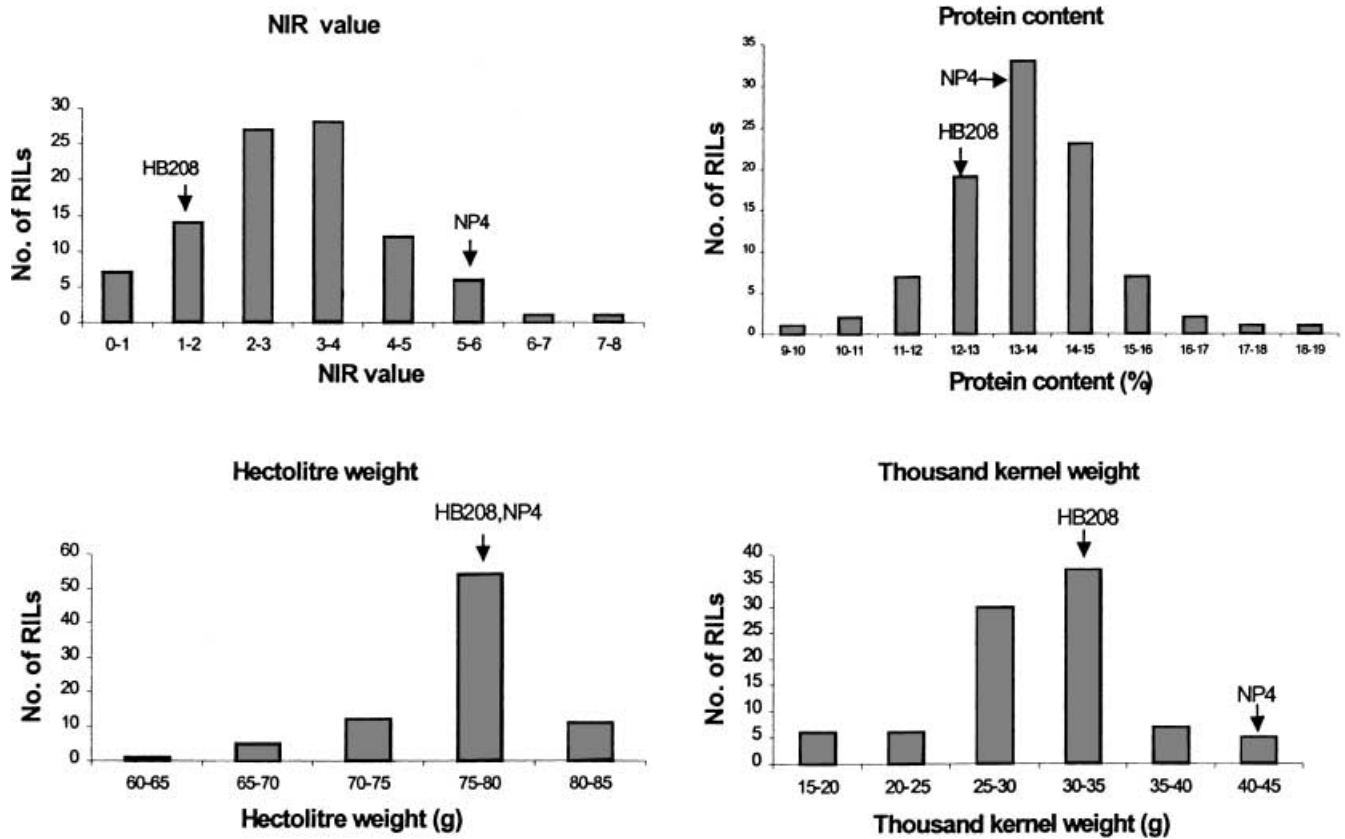 NIR value
No. of RILs
30
25
20
15
10
5
0
HB208
NP4
0-1 1-2 2-3 3-4 4-5 5-6 6-7 7-8
NIR value
Protein content
No. of RILs
35
30
25
20
15
10
5
0
NP4
HB208
9-10 10-11 11-12 12-13 13-14 14-15 15-16 16-17 17-18 18-19
Protein content (%)
Hectolitre weight
HB208,NP4
No. of RILs
60
50
40
30
20
10
0
60-65 65-70 70-75 75-80 80-85
Hectolitre weight (g)
Thousand kernel weight
HB208
No. of RILs
40
35
30
25
20
15
10
5
0
NP4
15-20 20-25 25-30 30-35 35-40 40-45
Thousand kernel weight (g)